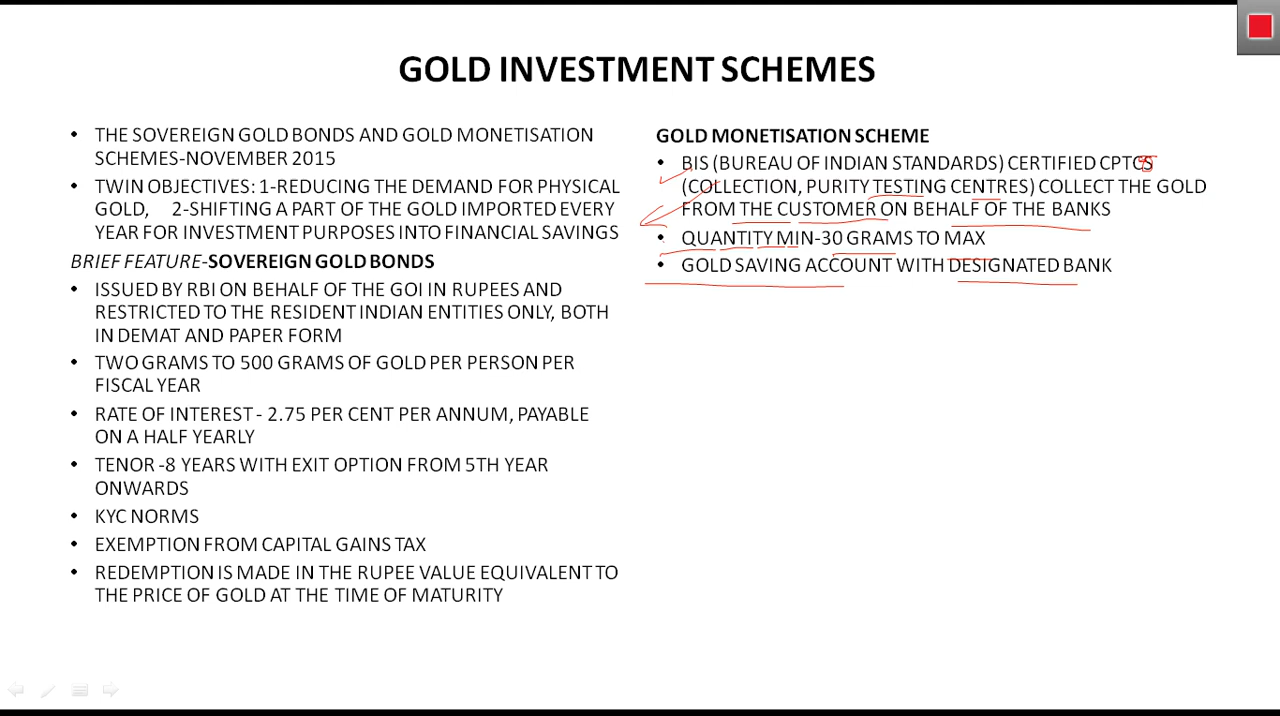 GOLD INVESTMENT SCHEMES
• THE SOVEREIGN GOLD BONDS AND GOLD MONETISATION
SCHEMES-NOVEMBER 2015
• TWIN OBJECTIVES: 1-REDUCING THE DEMAND FOR PHYSICAL
GOLD, 2-SHIFTING A PART OF THE GOLD IMPORTED EVERY
YEAR FOR INVESTMENT PURPOSES INTO FINANCIAL SAVINGS
BRIEF FEATURE-SOVEREIGN GOLD BONDS
• ISSUED BY RBI ON BEHALF OF THE GOI IN RUPEES AND
RESTRICTED TO THE RESIDENT INDIAN ENTITIES ONLY, BOTH
IN DEMAT AND PAPER FORM
• TWO GRAMS TO 500 GRAMS OF GOLD PER PERSON PER
FISCAL YEAR
• RATE OF INTEREST - 2.75 PER CENT PER ANNUM, PAYABLE
ON A HALF YEARLY
• TENOR -8 YEARS WITH EXIT OPTION FROM 5TH YEAR
ONWARDS
• KYC NORMS
• EXEMPTION FROM CAPITAL GAINS TAX
• REDEMPTION IS MADE IN THE RUPEE VALUE EQUIVALENT TO
THE PRICE OF GOLD AT THE TIME OF MATURITY
GOLD MONETISATION SCHEME
• BIS (BUREAU OF INDIAN STANDARDS) CERTIFIED CPTCS
(COLLECTION, PURITY TESTING CENTRES) COLLECT THE GOLD
FROM THE CUSTOMER ON BEHALF OF THE BANKS
• QUANTITY MIN-30 GRAMS TO MAX
• GOLD SAVING ACCOUNT WITH DESIGNATED BANK